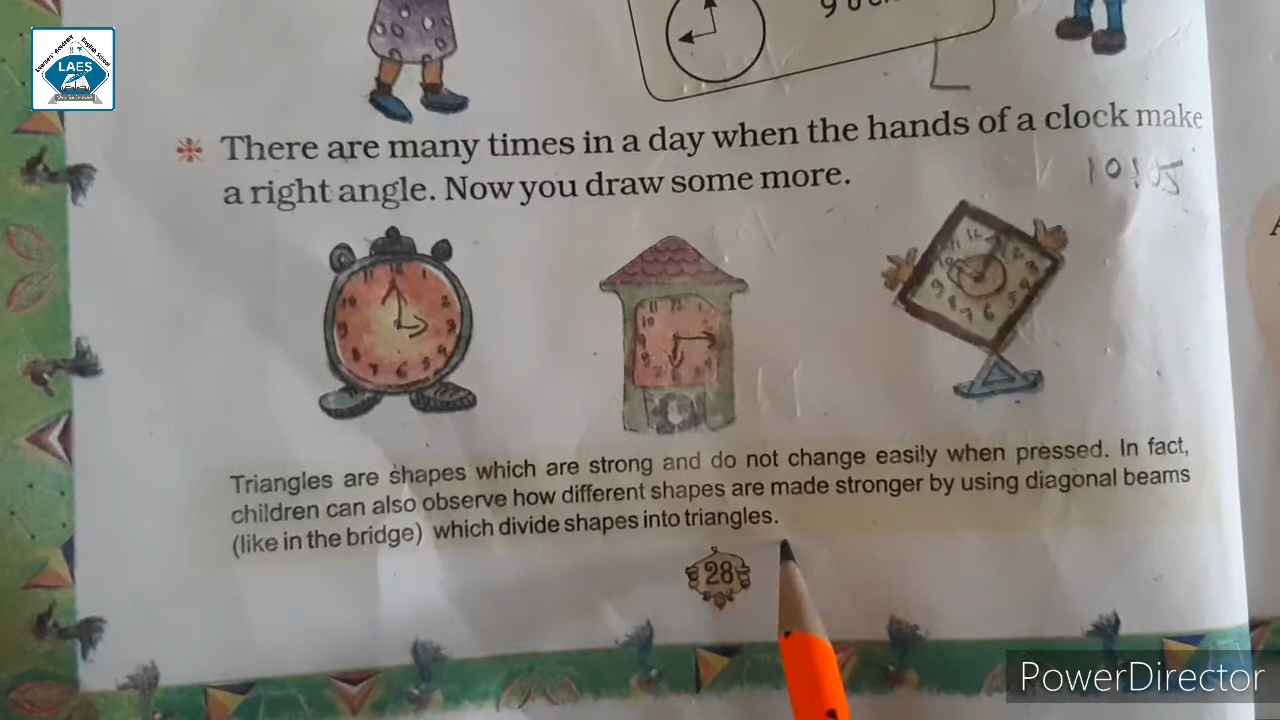 LAES
There are many times in a day when the hands of a clock make
a right angle. Now you draw some more.
10:05
Triangles are shapes which are strong and do not change easily when pressed. In fact,
children can also observe how different shapes are made stronger by using diagonal beams
(like in the bridge) which divide shapes into triangles.
28
PowerDirector